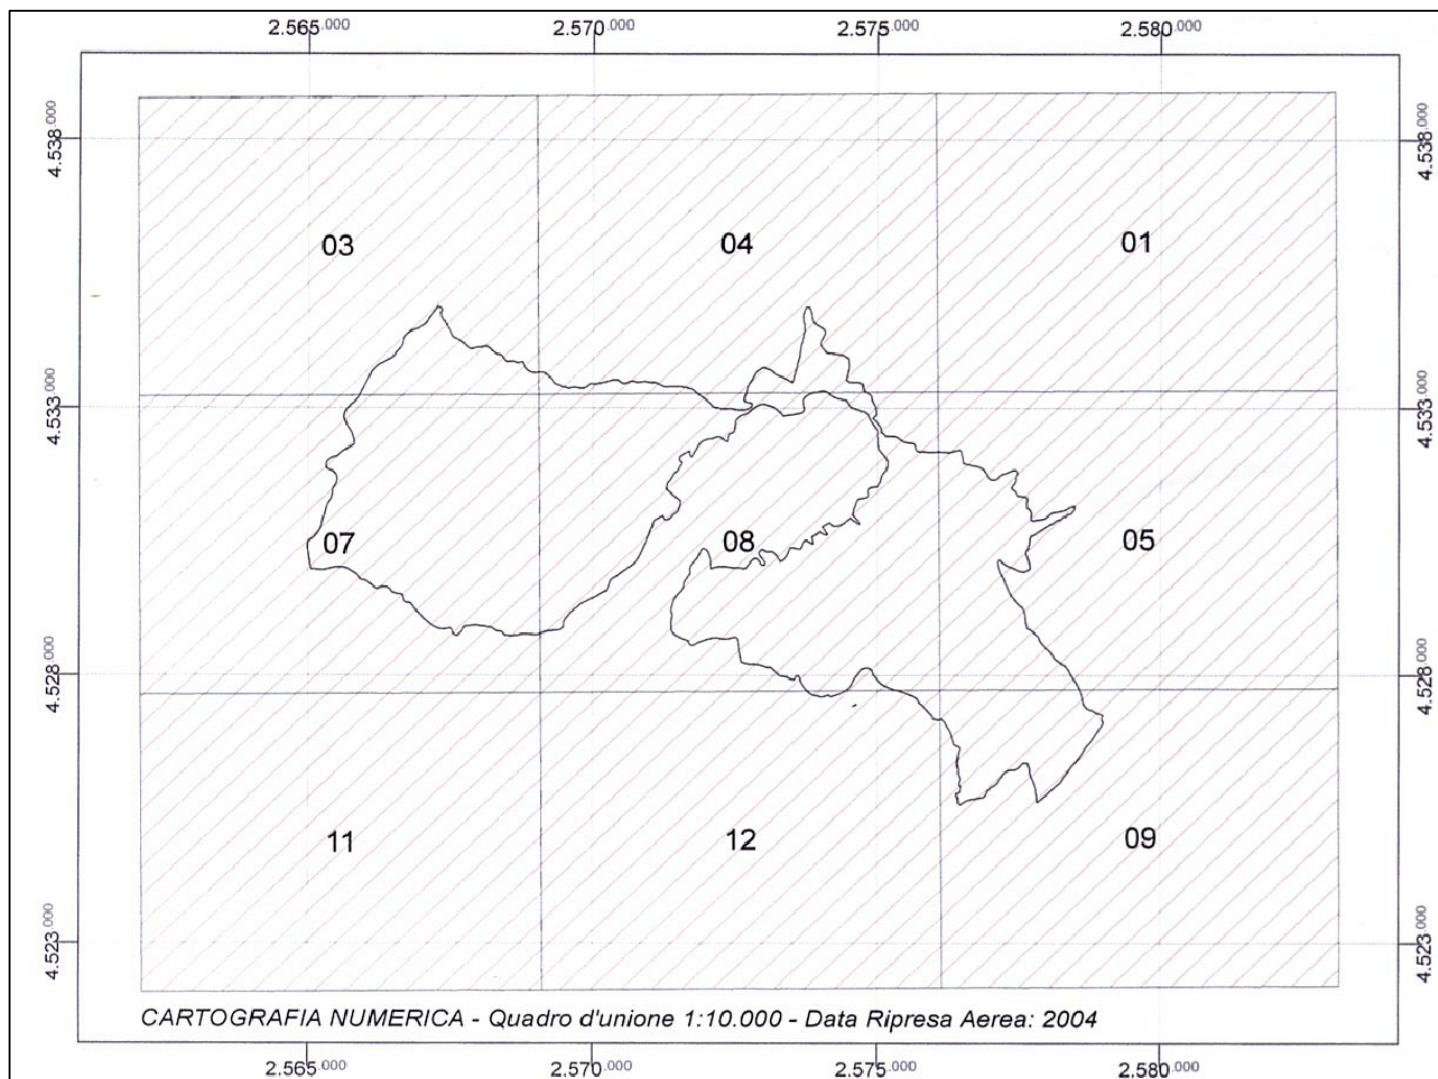 2.565.000 2.570.000 2.575.000 2.580.000
4.538.000 4.538.000
03 04 01
4.533.000 4.533.000
07 08 05
4.528.000 4.528.000
11 12 09
4.523.000 4.523.000
CARTOGRAFIA NUMERICA - Quadro d'unione 1:10.000 - Data Ripresa Aerea: 2004
2.565.000 2.570.000 2.575.000 2.580.000